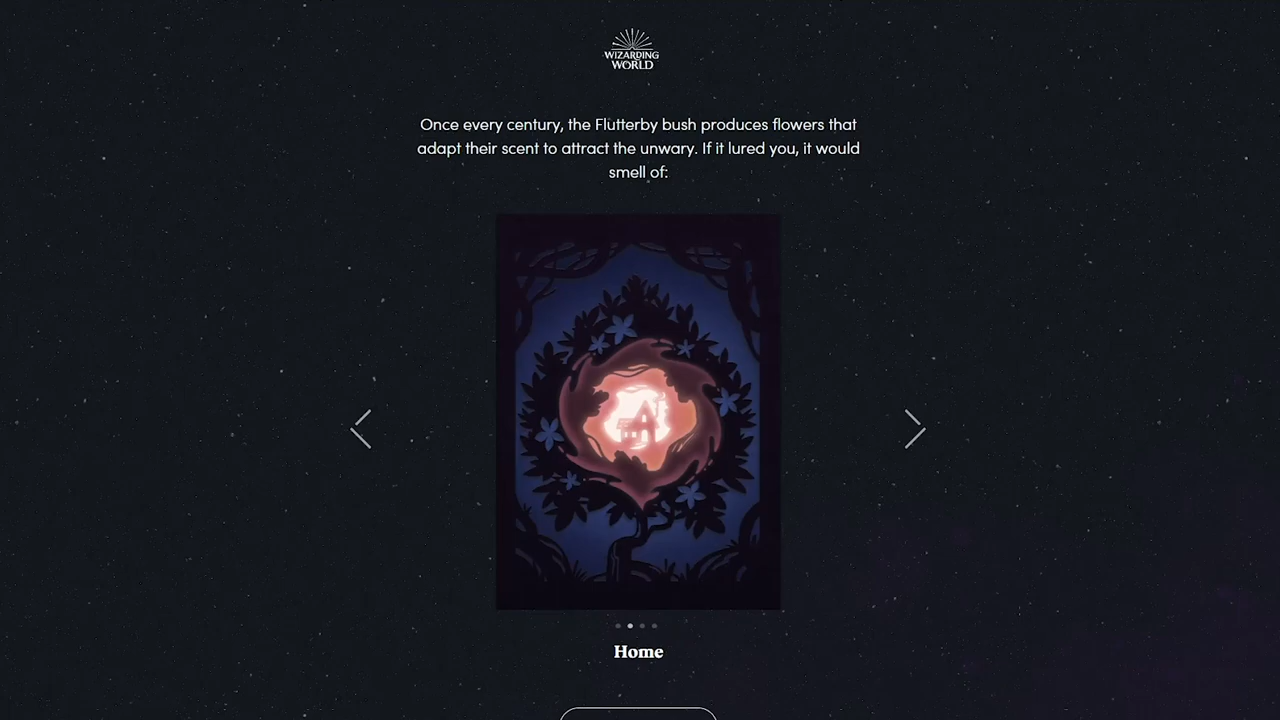 WIZARDING
WORLD
Once every century, the Flutterby bush produces flowers that
adapt their scent to attract the unwary. If it lured you, it would
smell of:
Home